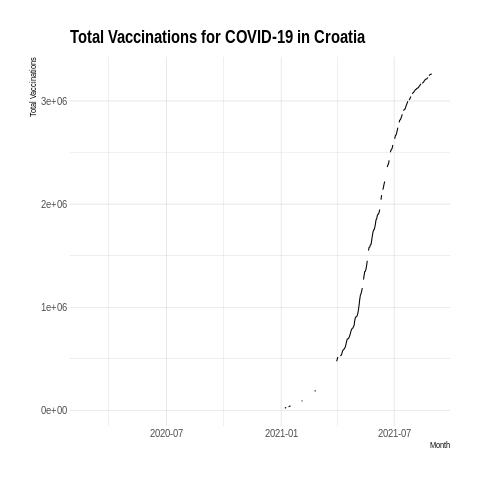 Total Vaccinations for COVID-19 in Croatia
Total Vaccinations
3e+06
2e+06
1e+06
0e+00
2020-07 2021-01 2021-07
Month